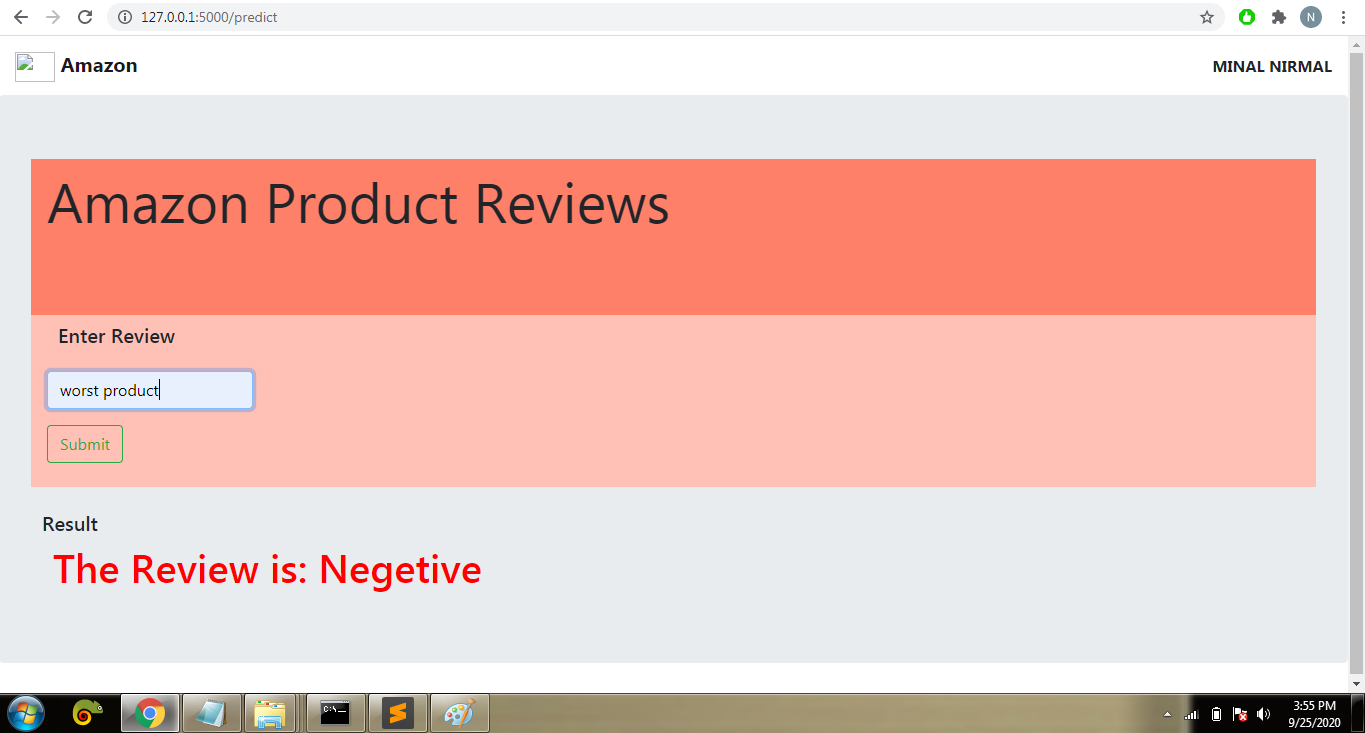 127.0.0.1:5000/predict
N
Amazon
MINAL NIRMAL
Amazon Product Reviews
Enter Review
worst product
Submit
Result
The Review is: Negetive
C:\_
3:55 PM
9/25/2020